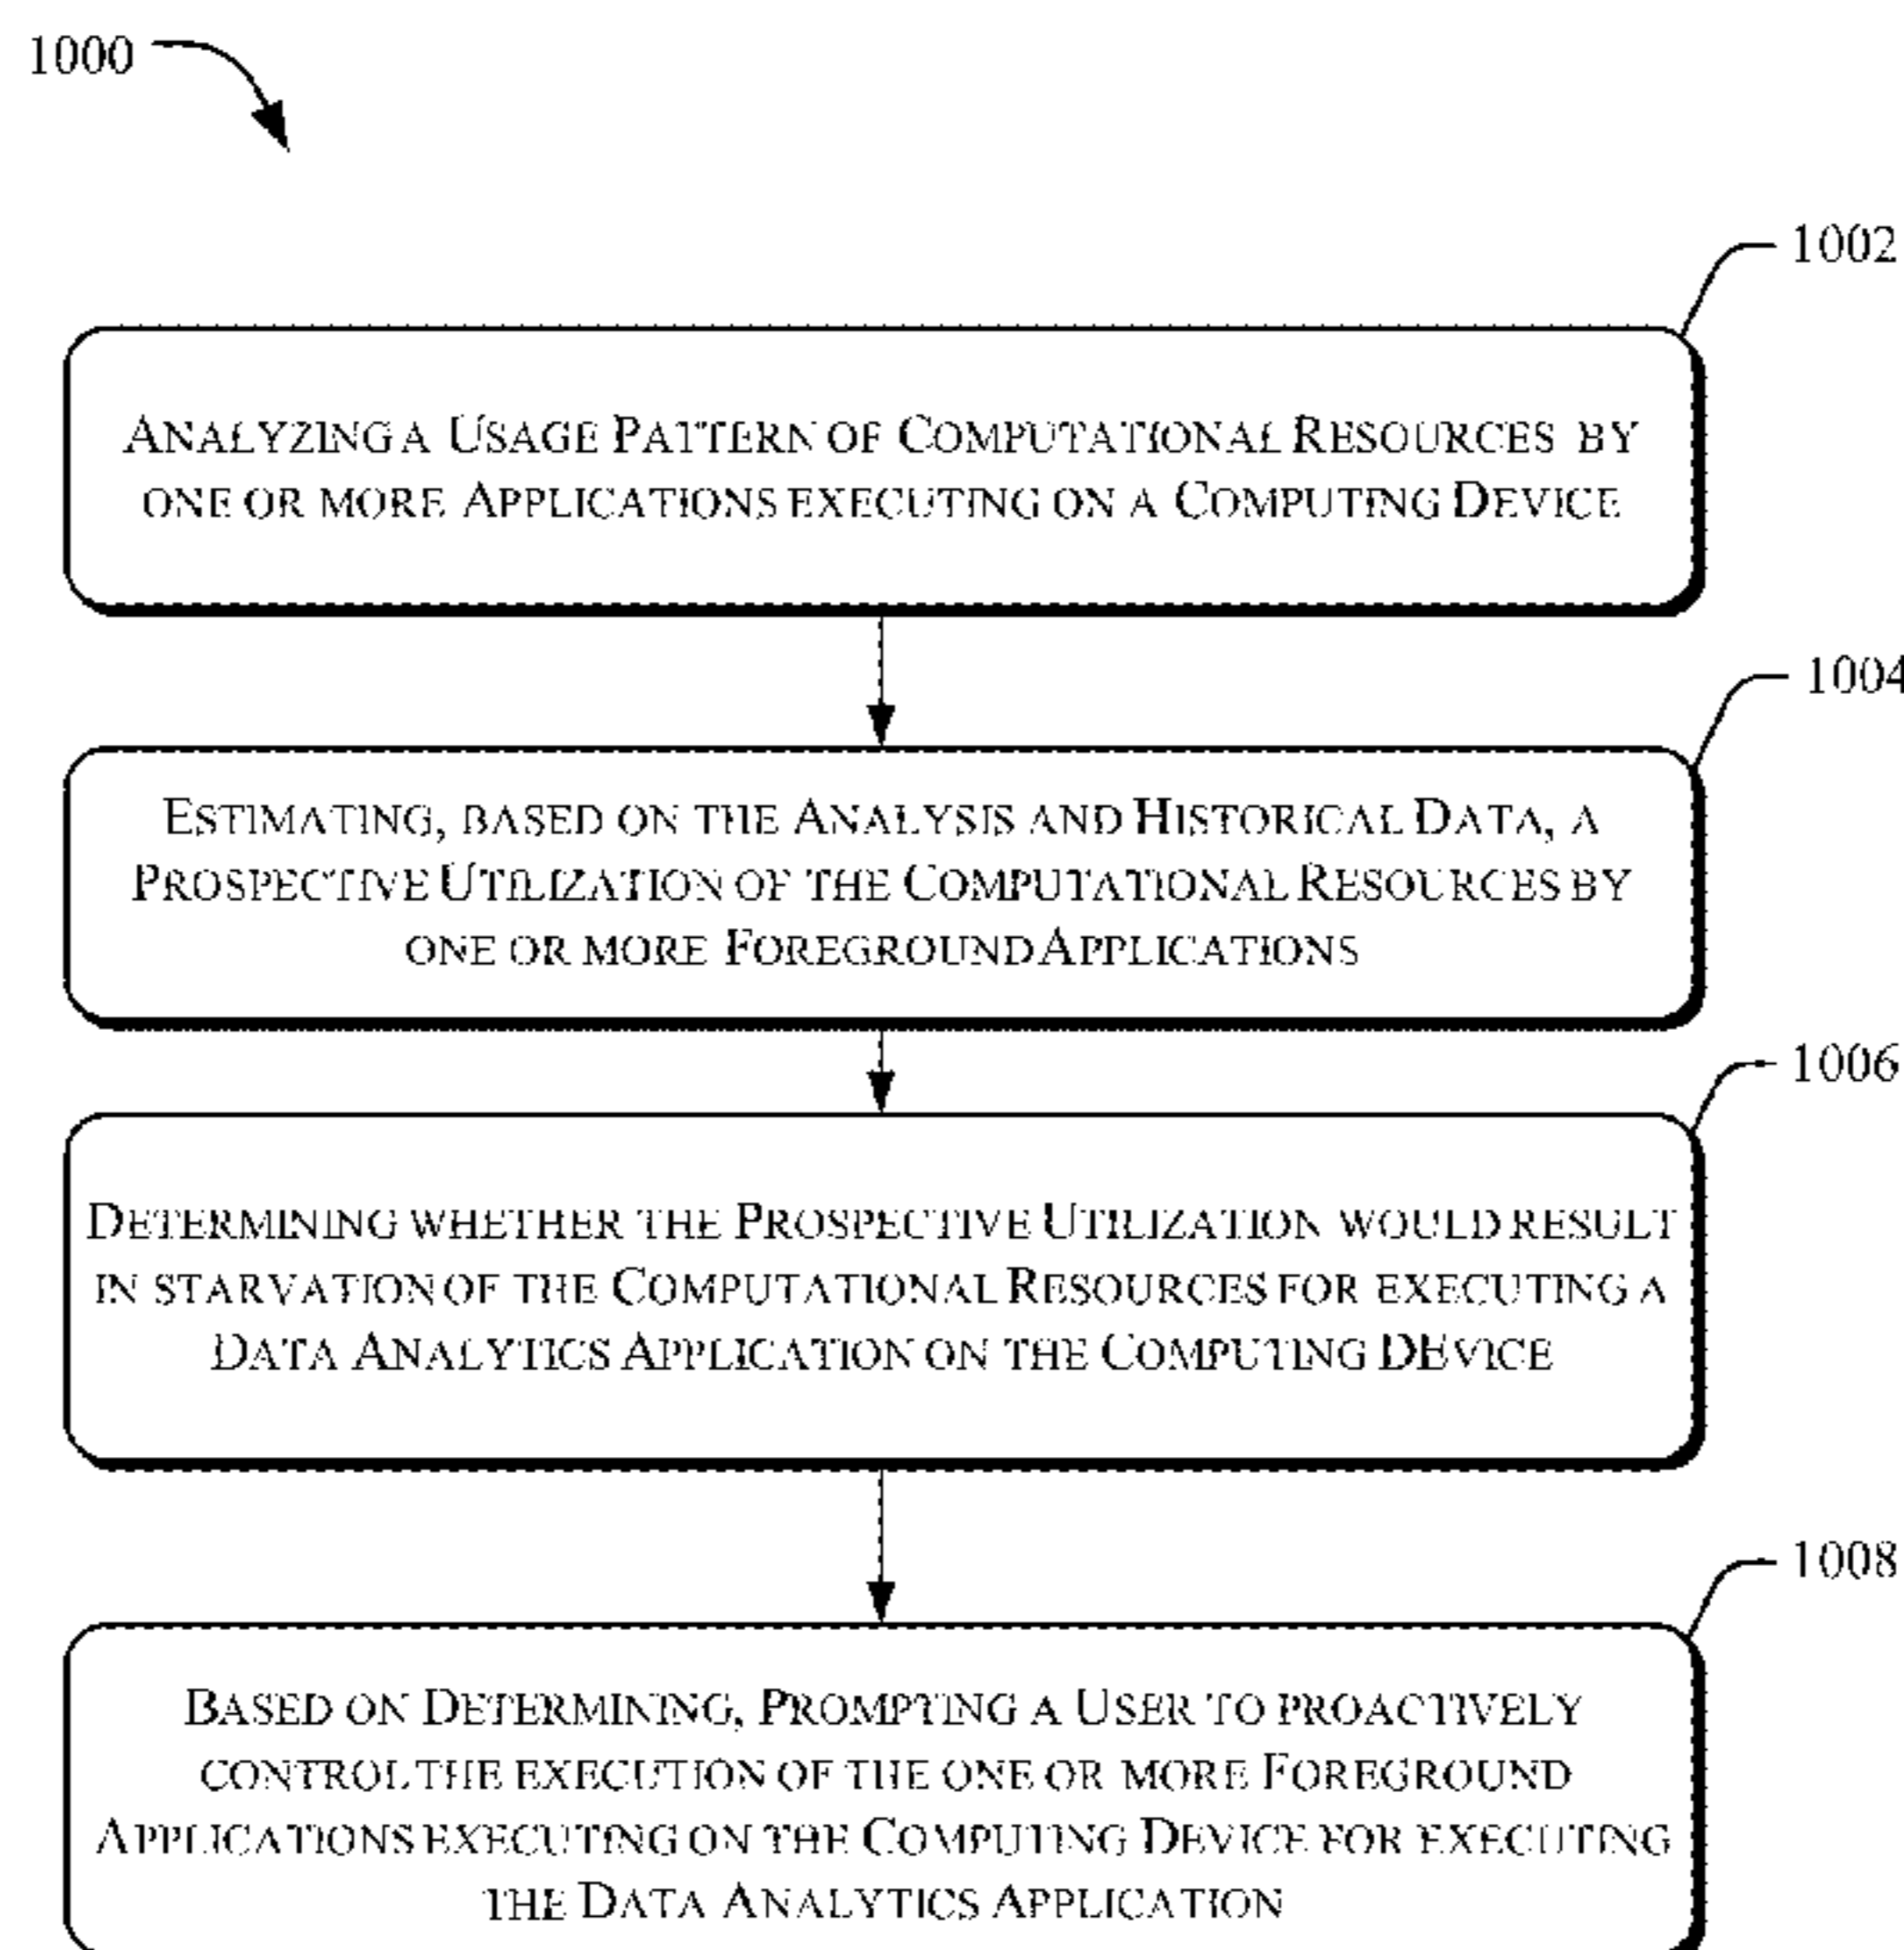 1000
1002
ANALYZING A USAGE PATTERN OF COMPUTATIONAL RESOURCES BY
ONE OR MORE APPLICATIONS EXECUTING ON A COMPUTING DEVICE
1004
ESTIMATING, BASED ON THE ANALYSIS AND HISTORICAL DATA, A
PROSPECTIVE UTILIZATION OF THE COMPUTATIONAL RESOURCES BY
ONE OR MORE FOREGROUND APPLICATIONS
1006
DETERMINING WHETHER THE PROSPECTIVE UTILIZATION WOULD RESULT
IN STARVATION OF THE COMPUTATIONAL RESOURCES FOR EXECUTING A
DATA ANALYTICS APPLICATION ON THE COMPUTING DEVICE
1008
BASED ON DETERMINING, PROMPTING A USER TO PROACTIVELY
CONTROL THE EXECUTION OF THE ONE OR MORE FOREGROUND
APPLICATIONS EXECUTING ON THE COMPUTING DEVICE FOR EXECUTING
THE DATA ANALYTICS APPLICATION